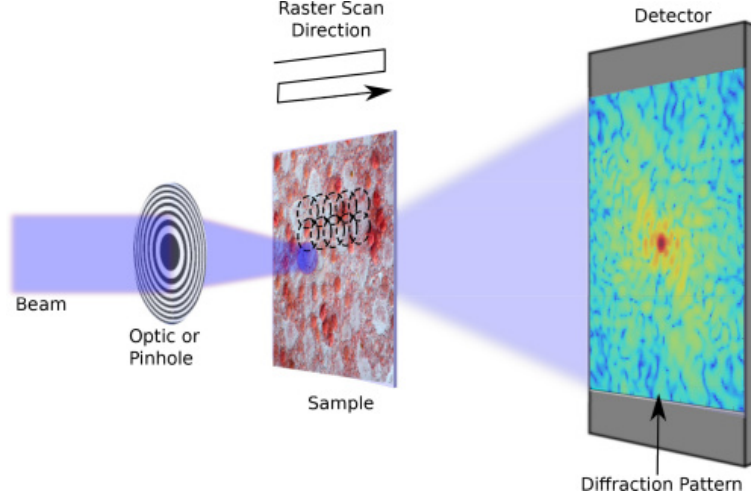 Raster Scan
Direction
Detector
Beam
Optic or
Pinhole
Sample
Diffraction Pattern